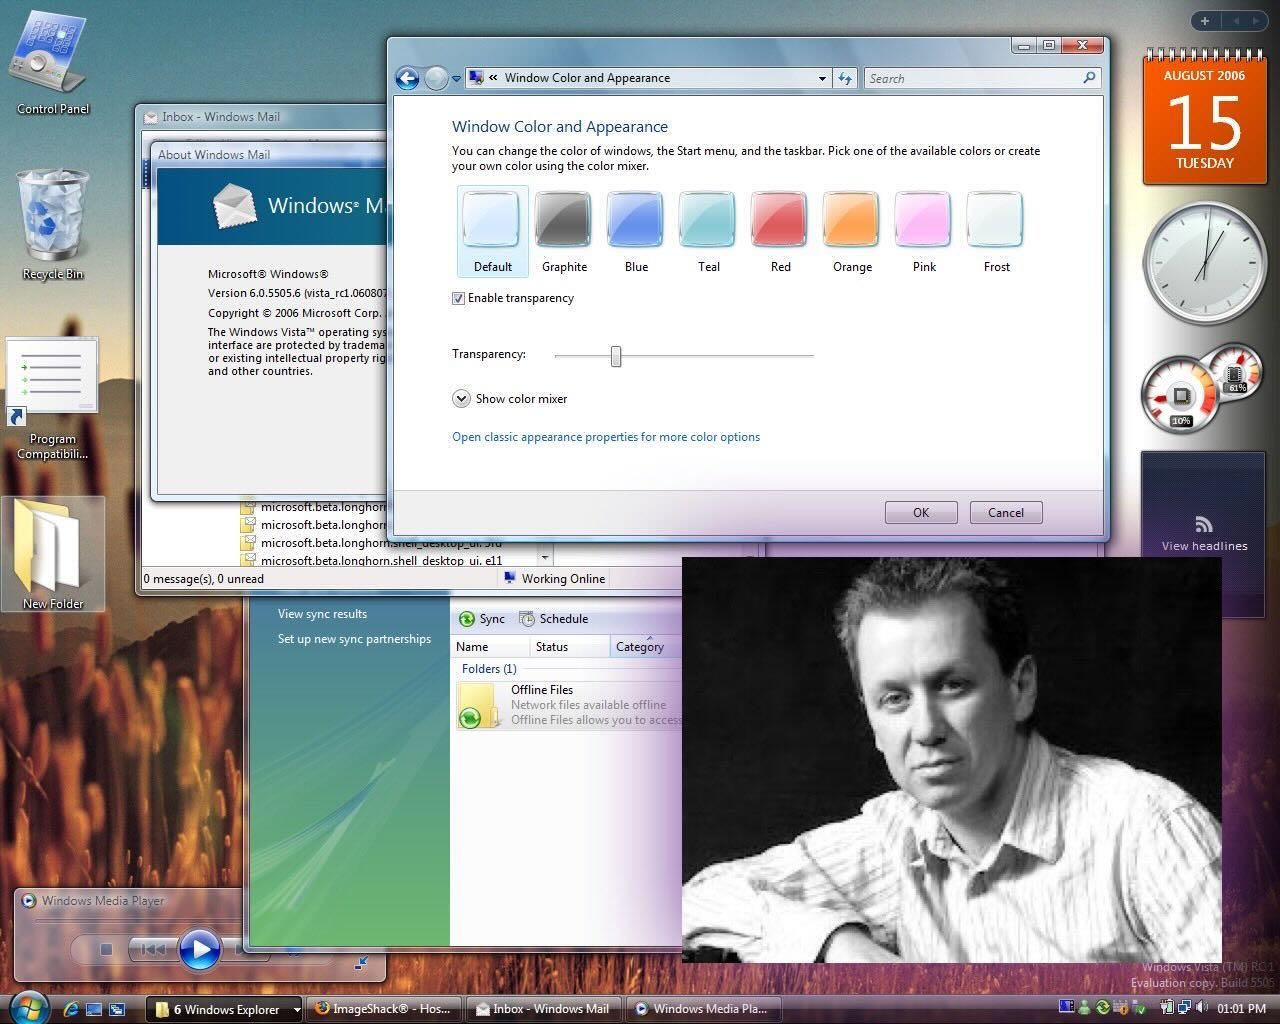 Control Panel
Recycle Bin
Program
Compatibili...
New Folder
Inbox - Windows Mail
About Windows Mail
Windows® M
Microsoft® Windows®
Version 6.0.5505.6 (vista_rc1.060807
Copyright © 2006 Microsoft Corp.
The Windows Vista™ operating sys
interface are protected by tradema
or existing intellectual property rig
and other countries.
microsoft.beta.longhorn
microsoft.beta.longhorn
microsoft.beta.longhorn.shell_desktop_ui. 3rd
microsoft.beta.longhorn.shell_desktop_ui. e11
0 message(s), 0 unread
Working Online
Window Color and Appearance
Search
Window Color and Appearance
You can change the color of windows, the Start menu, and the taskbar. Pick one of the available colors or create
your own color using the color mixer.
Default
Graphite
Blue
Teal
Red
Orange
Pink
Frost
Enable transparency
Transparency:
Show color mixer
Open classic appearance properties for more color options
OK
Cancel
AUGUST 2006
15
TUESDAY
61%
10%
View headlines
View sync results
Set up new sync partnerships
Sync
Schedule
Name
Status
Category
Folders (1)
Offline Files
Network files available offline
Offline Files allows you to access
Windows Media Player
Windows Vista (TM) RC 1
Evaluation copy. Build 5505
6 Windows Explorer
ImageShack® - Hos...
Inbox - Windows Mail
Windows Media Pla...
01:01 PM